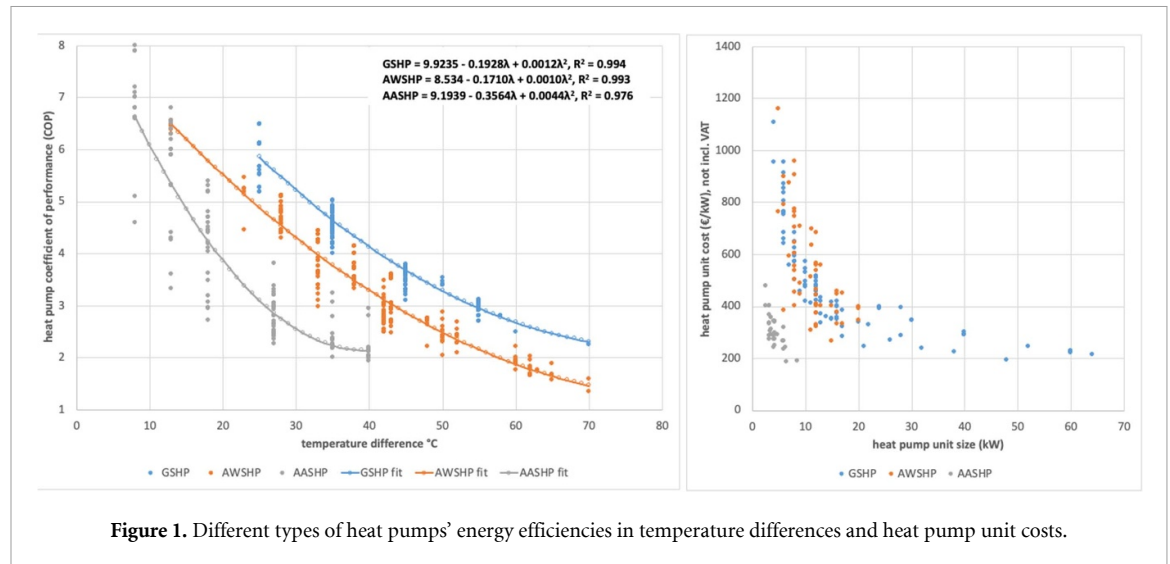 8
7
6
5
4
3
2
1
heat pump coefficient of performance (COP)
GSHP = 9.9235 - 0.1928λ + 0.0012λ², R² = 0.994
AWSHP = 8.534 - 0.1710λ + 0.0010λ², R² = 0.993
AASHP = 9.1939 - 0.3564λ + 0.0044λ², R² = 0.976
0 10 20 30 40 50 60 70 80
temperature difference °C
GSHP AWSHP AASHP GSHP fit AWSHP fit AASHP fit
1400
1200
1000
800
600
400
200
0
heat pump unit cost (€/kW), not incl. VAT
0 10 20 30 40 50 60 70
heat pump unit size (kW)
GSHP AWSHP AASHP
Figure 1. Different types of heat pumps' energy efficiencies in temperature differences and heat pump unit costs.